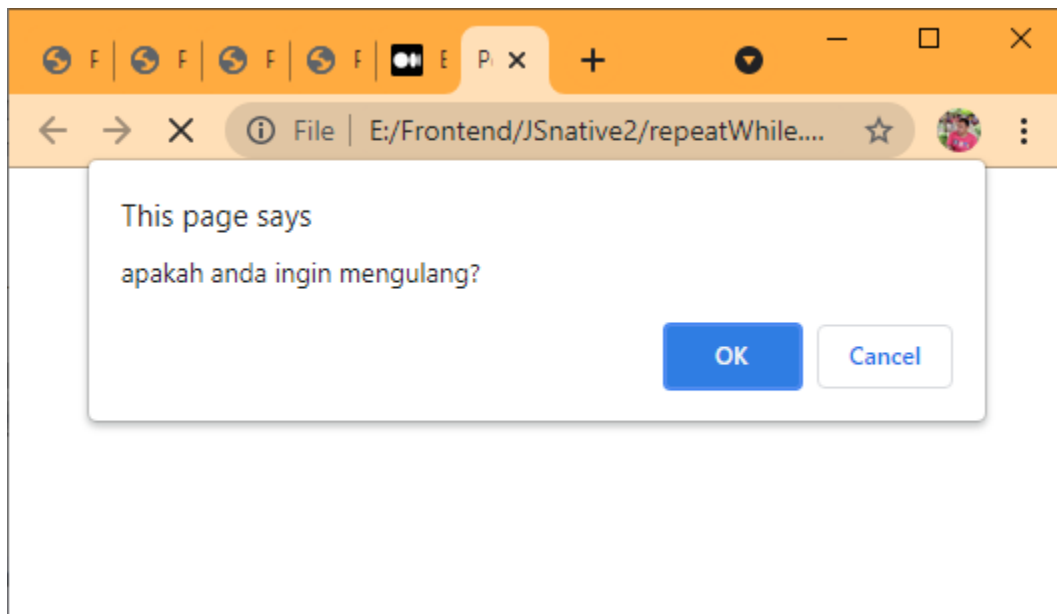 File
E:/Frontend/JSnative2/repeatWhile....
This page says
apakah anda ingin mengulang?
OK
Cancel